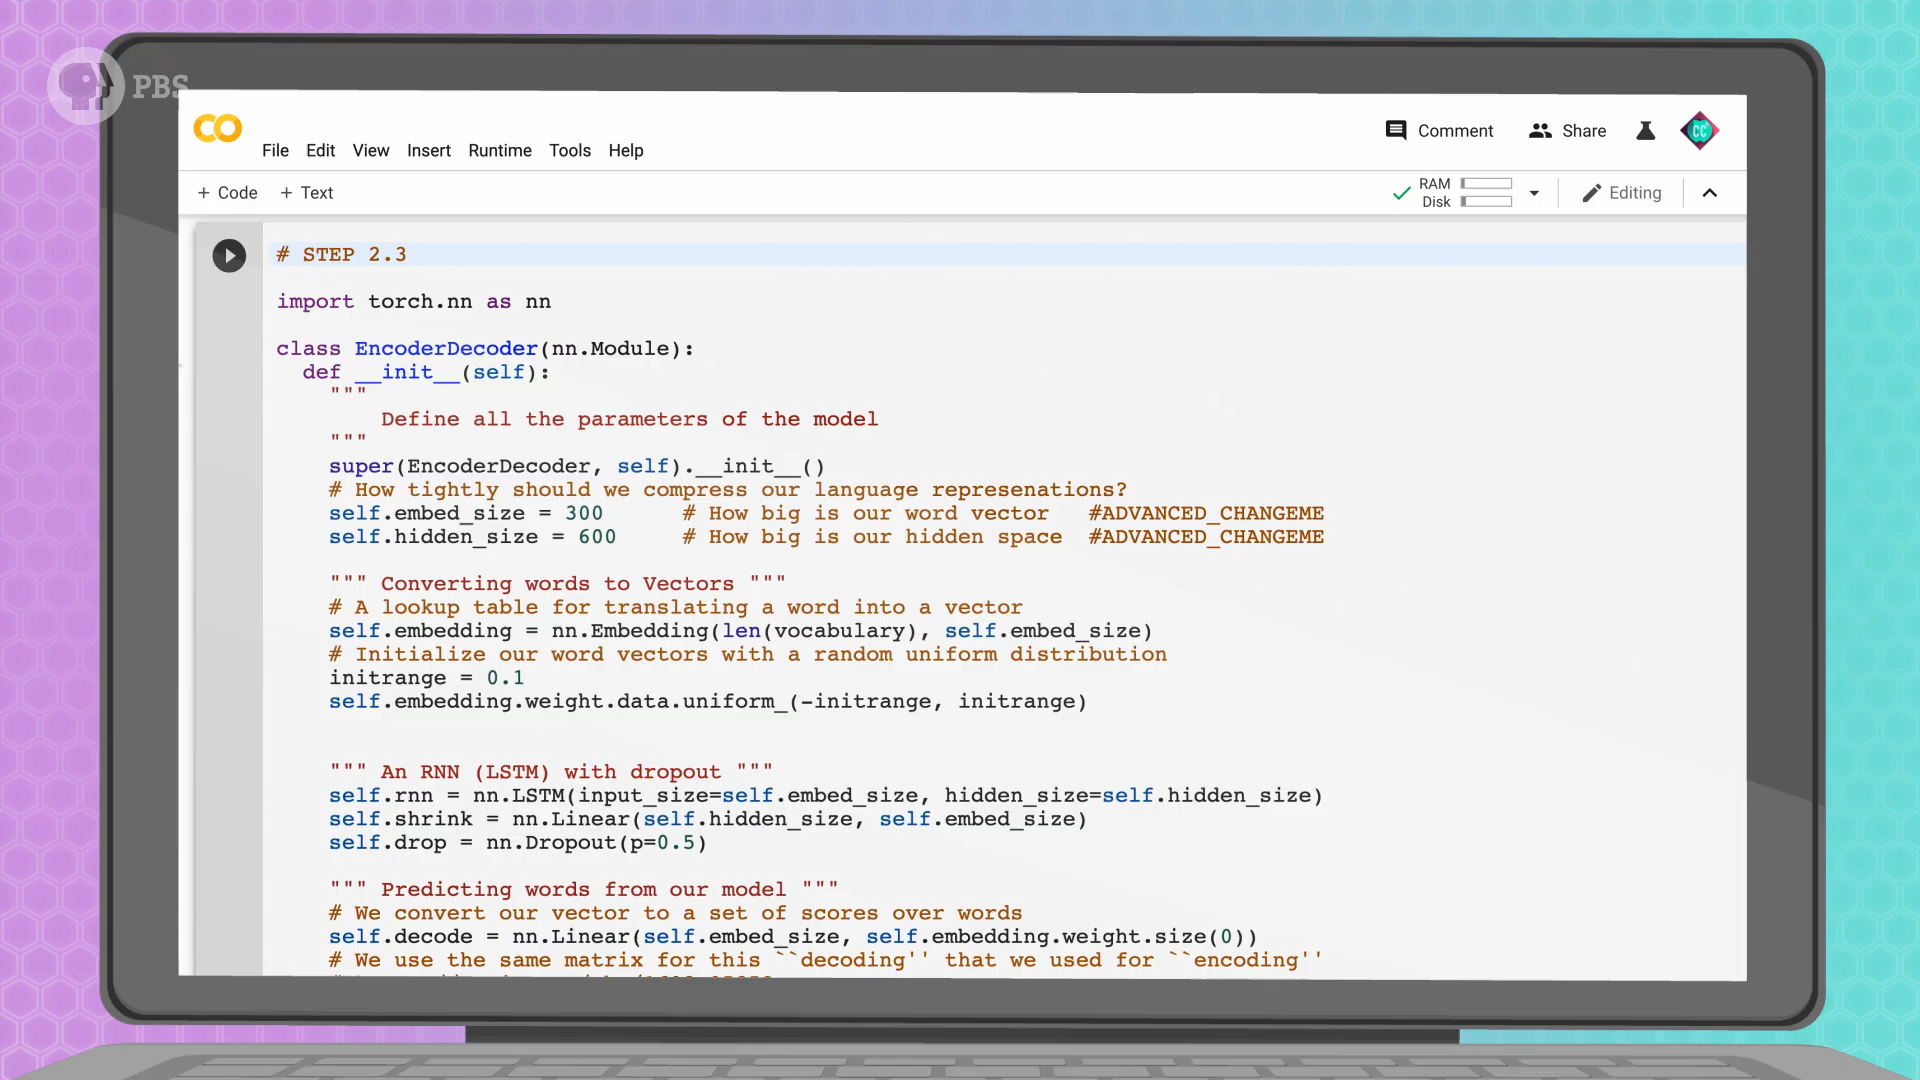 PBS
CO
File Edit View Insert Runtime Tools Help
Comment Share CC
+ Code + Text
RAM
Disk
Editing
# STEP 2.3
import torch.nn as nn
class EncoderDecoder(nn.Module):
def __init__(self):
"""
Define all the parameters of the model
"""
super(EncoderDecoder, self).__init__()
# How tightly should we compress our language represenations?
self.embed_size = 300 # How big is our word vector #ADVANCED_CHANGEME
self.hidden_size = 600 # How big is our hidden space #ADVANCED_CHANGEME
""" Converting words to Vectors """
# A lookup table for translating a word into a vector
self.embedding = nn.Embedding(len(vocabulary), self.embed_size)
# Initialize our word vectors with a random uniform distribution
initrange = 0.1
self.embedding.weight.data.uniform_(-initrange, initrange)
""" An RNN (LSTM) with dropout """
self.rnn = nn.LSTM(input_size=self.embed_size, hidden_size=self.hidden_size)
self.shrink = nn.Linear(self.hidden_size, self.embed_size)
self.drop = nn.Dropout(p=0.5)
""" Predicting words from our model """
# We convert our vector to a set of scores over words
self.decode = nn.Linear(self.embed_size, self.embedding.weight.size(0))
# We use the same matrix for this ``decoding'' that we used for ``encoding''